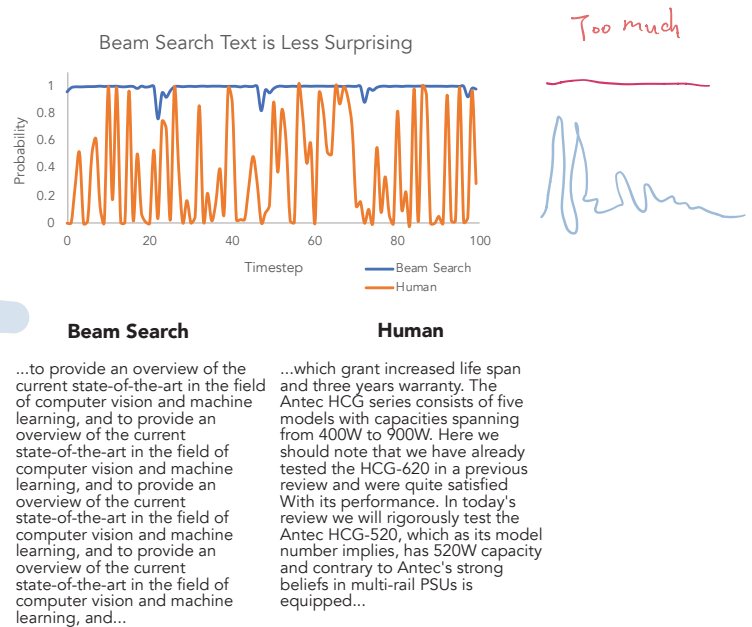 Too much
Beam Search Text is Less Surprising
Probability
1
0.8
0.6
0.4
0.2
0
0 20 40 60 80 100
Timestep
Beam Search
Human
Beam Search
...to provide an overview of the
current state-of-the-art in the field
of computer vision and machine
learning, and to provide an
overview of the current
state-of-the-art in the field of
computer vision and machine
learning, and to provide an
overview of the current
state-of-the-art in the field of
computer vision and machine
learning, and to provide an
overview of the current
state-of-the-art in the field of
computer vision and machine
learning, and...
Human
...which grant increased life span
and three years warranty. The
Antec HCG series consists of five
models with capacities spanning
from 400W to 900W. Here we
should note that we have already
tested the HCG-620 in a previous
review and were quite satisfied
With its performance. In today's
review we will rigorously test the
Antec HCG-520, which as its model
number implies, has 520W capacity
and contrary to Antec's strong
beliefs in multi-rail PSUs is
equipped...